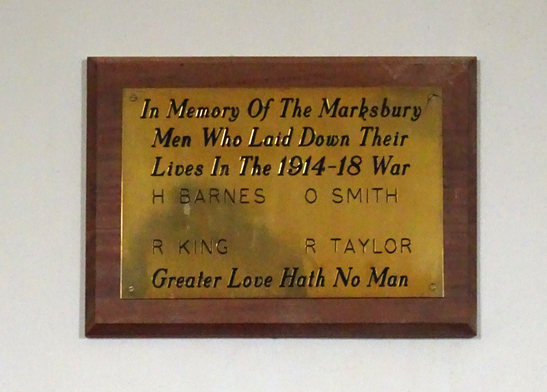 In Memory Of The Marksbury
Men Who Laid Down Their
Lives In The 1914-18 War
H BARNES O SMITH
R KING R TAYLOR
Greater Love Hath No Man